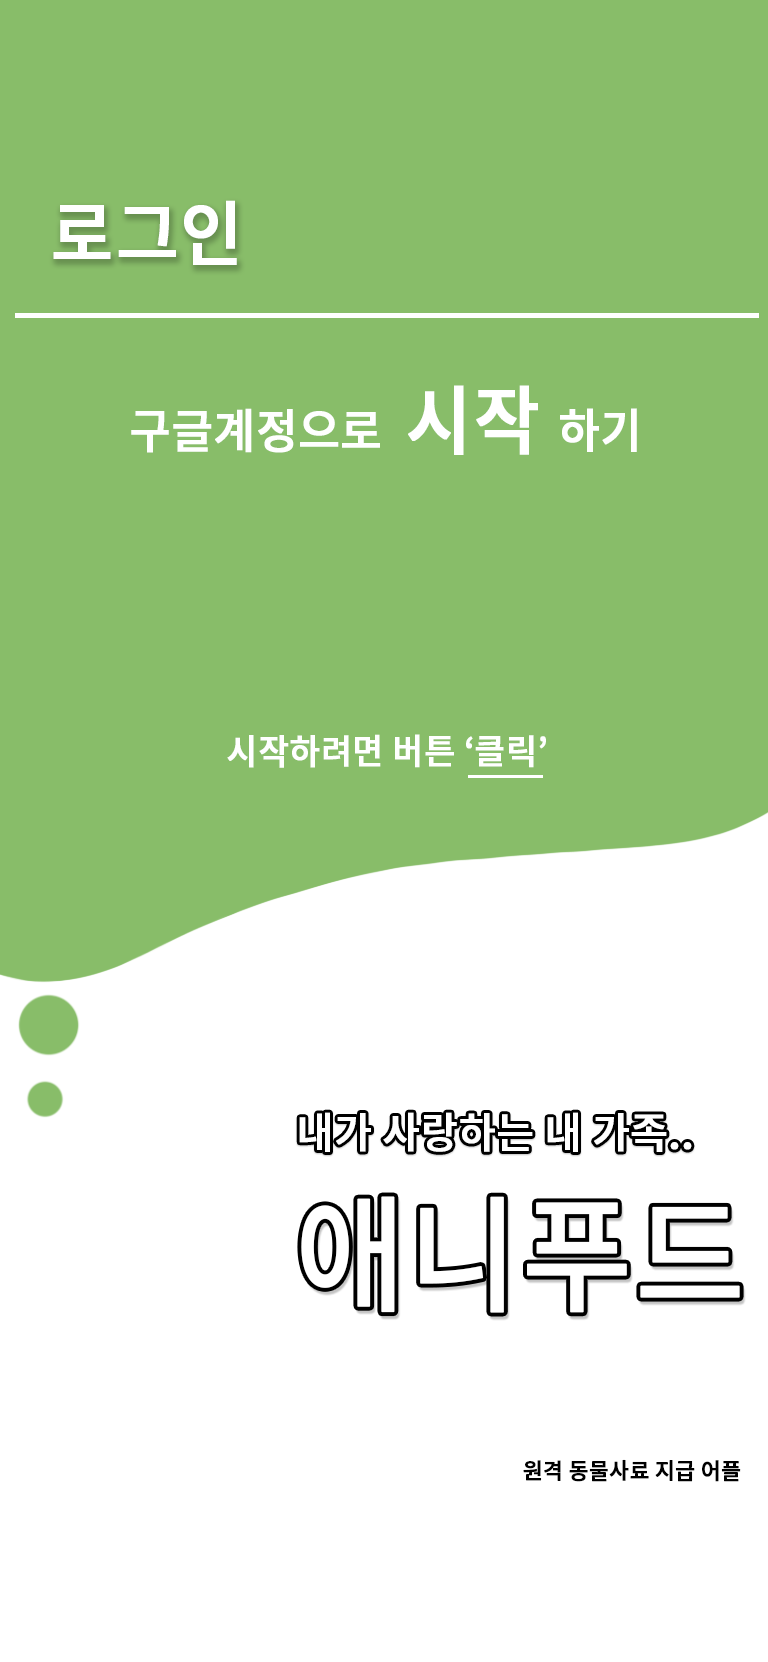 로그인
구글계정으로 시작 하기
시작하려면 버튼 ‘클릭’
내가 사랑하는 내 가족..
애니푸드
원격 동물사료 지급 어플